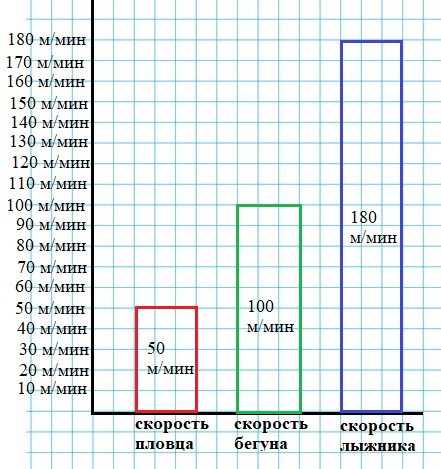 180 м/мин
170 м/мин
160 м/мин
150 м/мин
140 м/мин
130 м/мин
120 м/мин
110 м/мин
100 м/мин
90 м/мин
80 м/мин
70 м/мин
60 м/мин
50 м/мин
40 м/мин
30 м/мин
20 м/мин
10 м/мин
50
м/мин
100
м/мин
180
м/мин
скорость
пловца
скорость
бегуна
скорость
лыжника